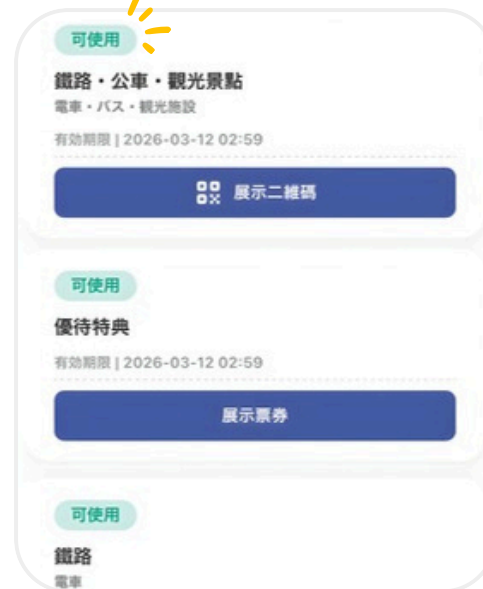 可使用
鐵路・公車・觀光景點
電車・バス・観光施設
有効期限 | 2026-03-12 02:59
展示二維碼
可使用
優待特典
有効期限 | 2026-03-12 02:59
展示票券
可使用
鐵路
電車